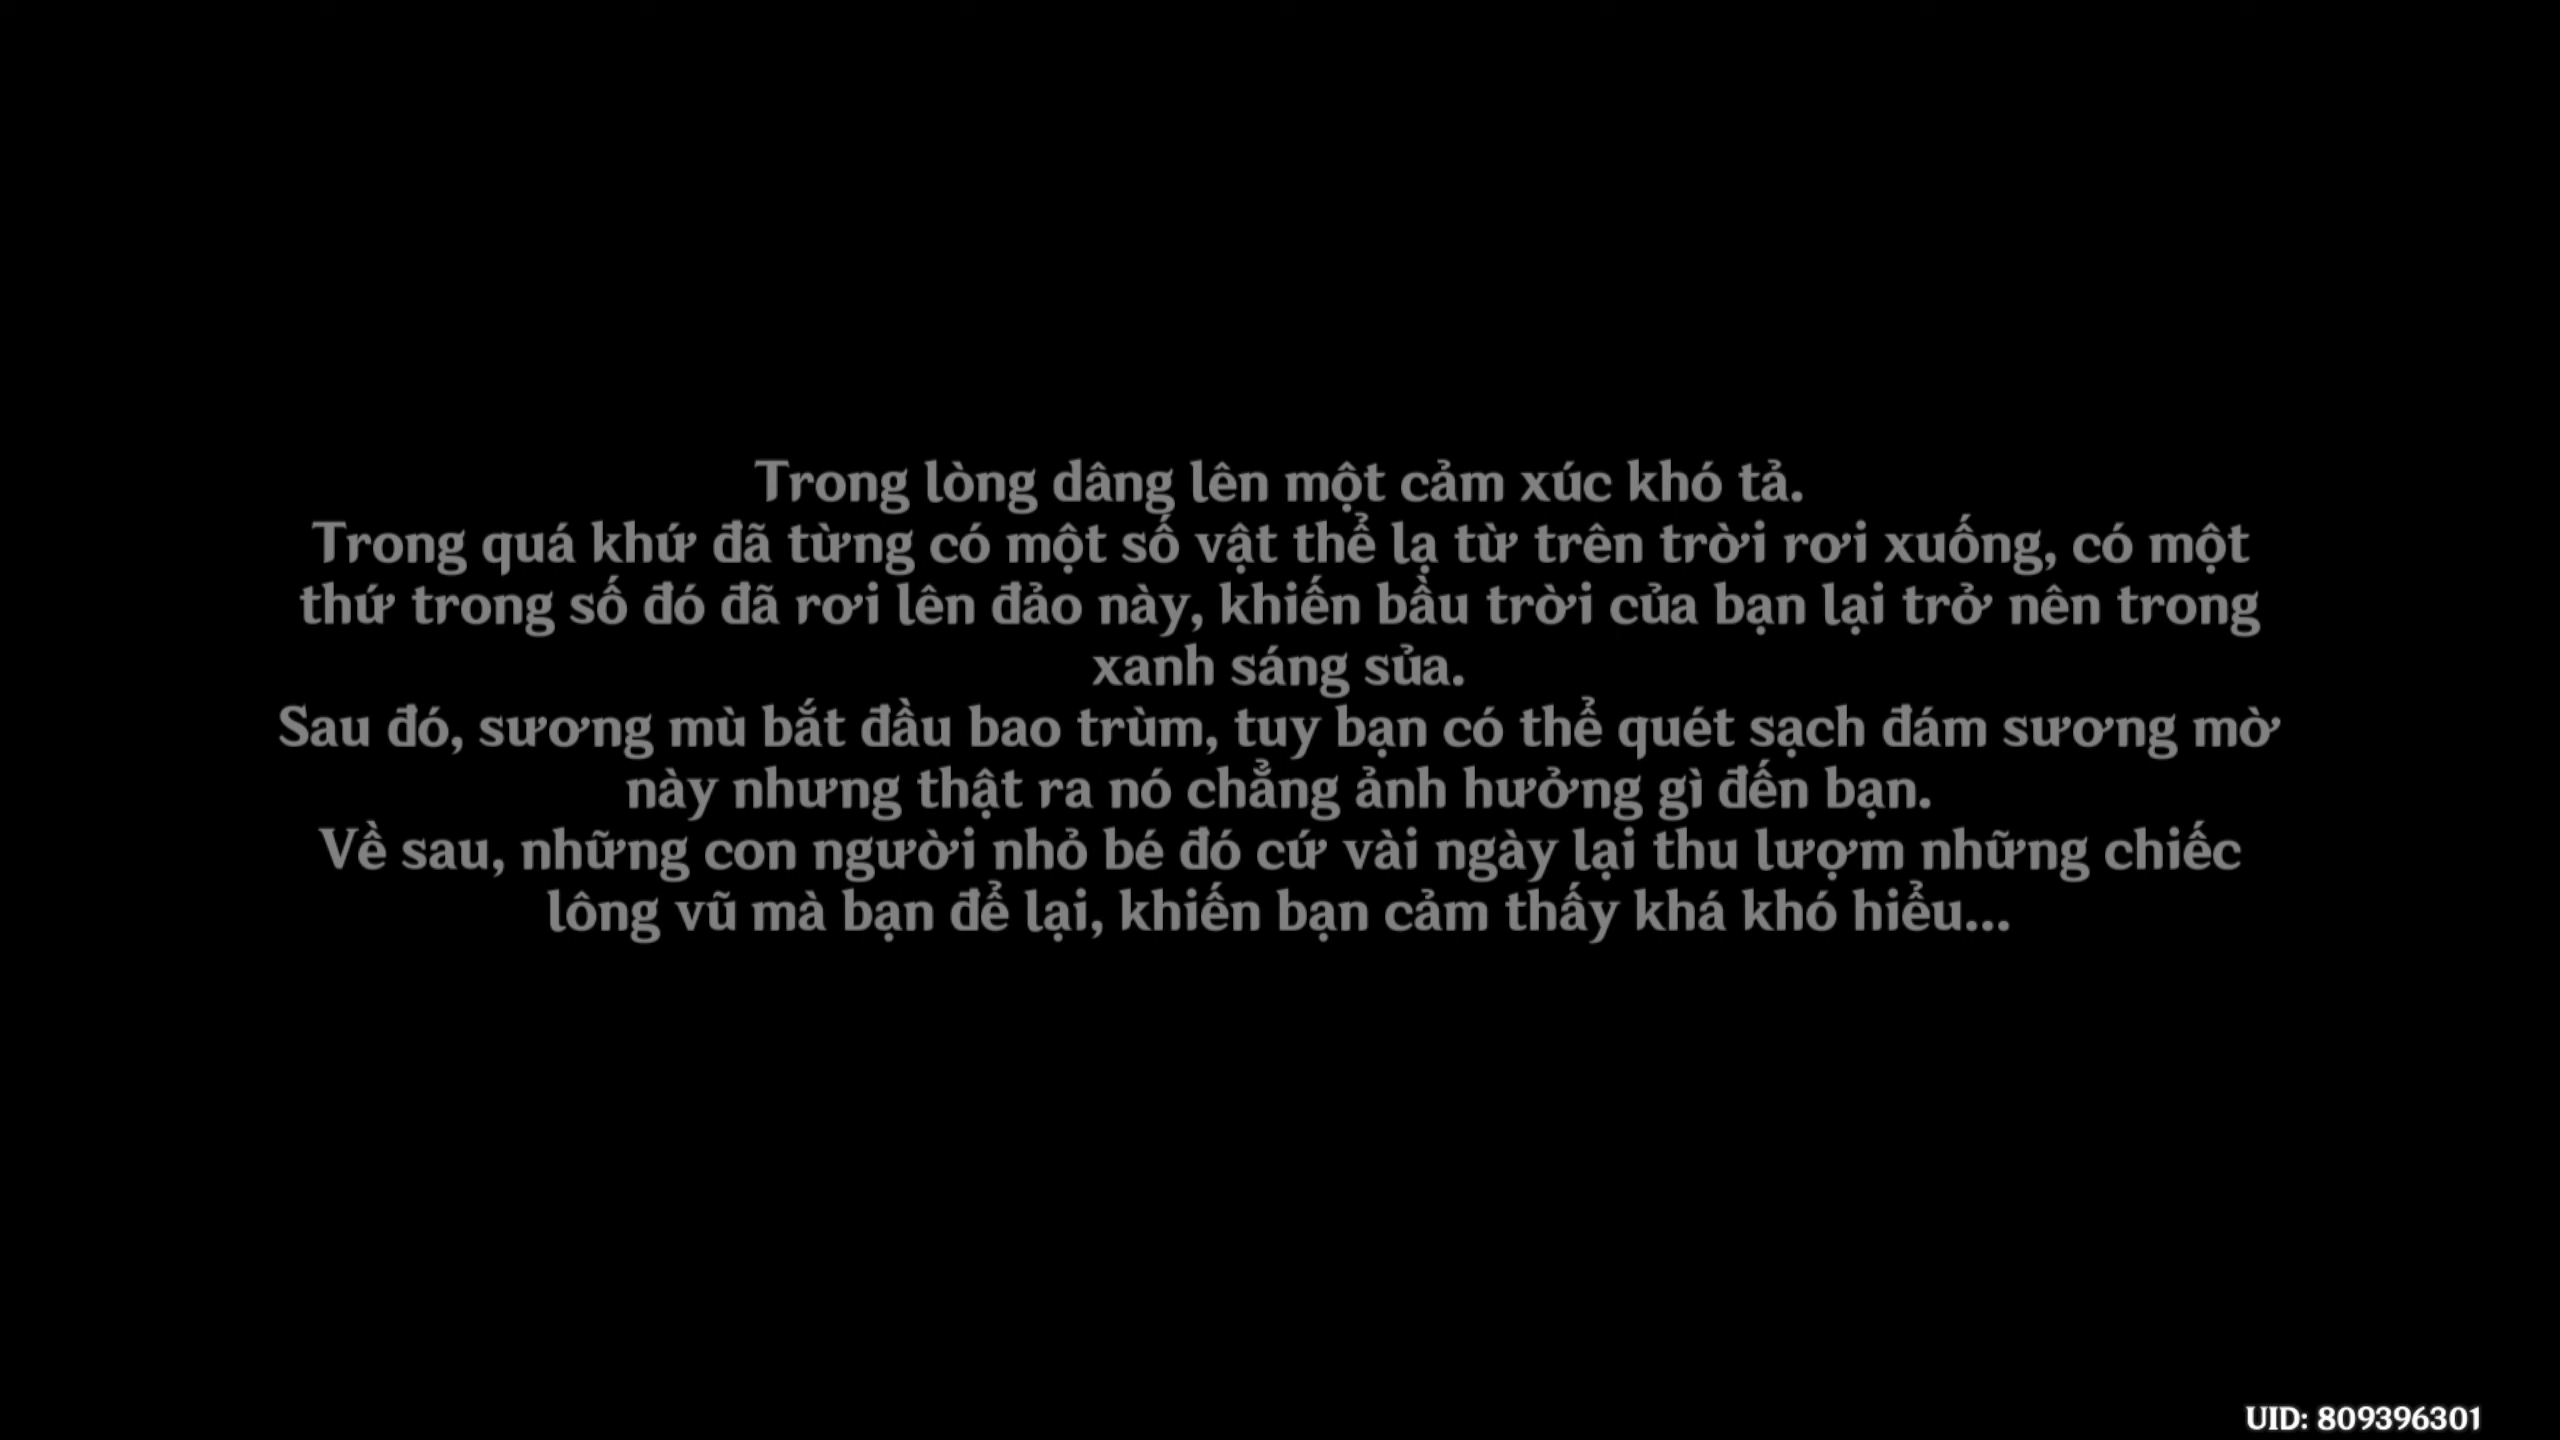 Trong lòng dâng lên một cảm xúc khó tả.
Trong quá khứ đã từng có một số vật thể lạ từ trên trời rơi xuống, có một
thứ trong số đó đã rơi lên đảo này, khiến bầu trời của bạn lại trở nên trong
xanh sáng sủa.
Sau đó, sương mù bắt đầu bao trùm, tuy bạn có thể quét sạch đám sương mờ
này nhưng thật ra nó chẳng ảnh hưởng gì đến bạn.
Về sau, những con người nhỏ bé đó cứ vài ngày lại thu lượm những chiếc
lông vũ mà bạn để lại, khiến bạn cảm thấy khá khó hiểu...
UID: 809396301